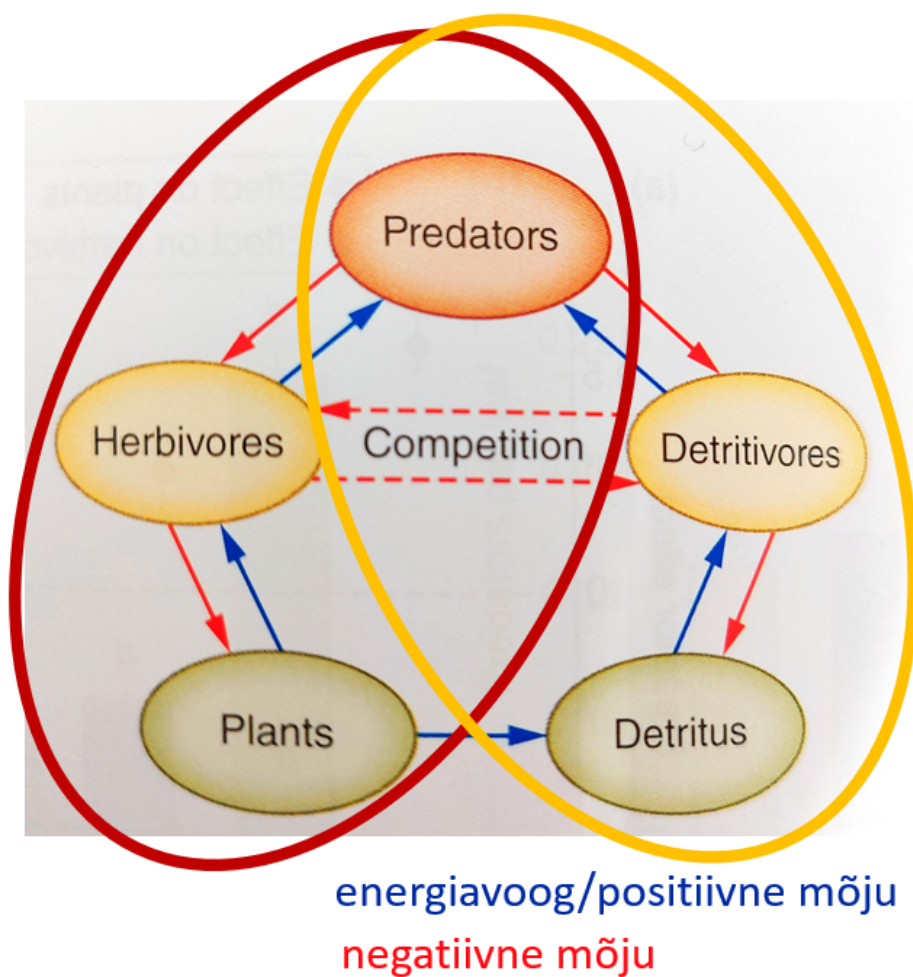 Predators
Herbivores
Competition
Detritivores
Plants
Detritus
energiavoog/positiivne mõju
negatiivne mõju